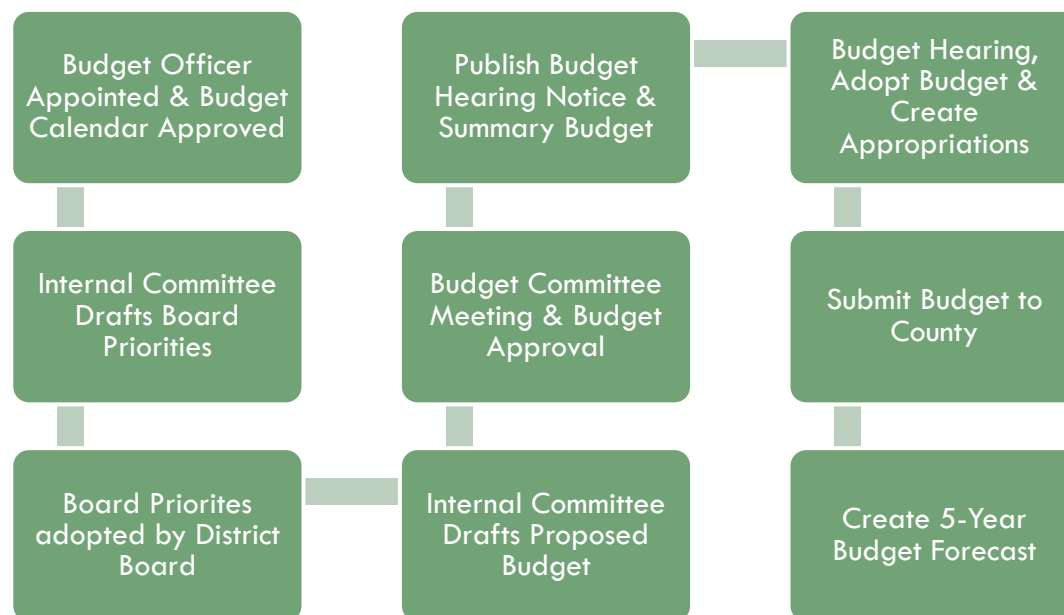 Budget Officer
Appointed & Budget
Calendar Approved
Internal Committee
Drafts Board
Priorities
Board Priorites
adopted by District
Board
Internal Committee
Drafts Proposed
Budget
Budget Committee
Meeting & Budget
Approval
Publish Budget
Hearing Notice &
Summary Budget
Budget Hearing,
Adopt Budget &
Create
Appropriations
Submit Budget to
County
Create 5-Year
Budget Forecast